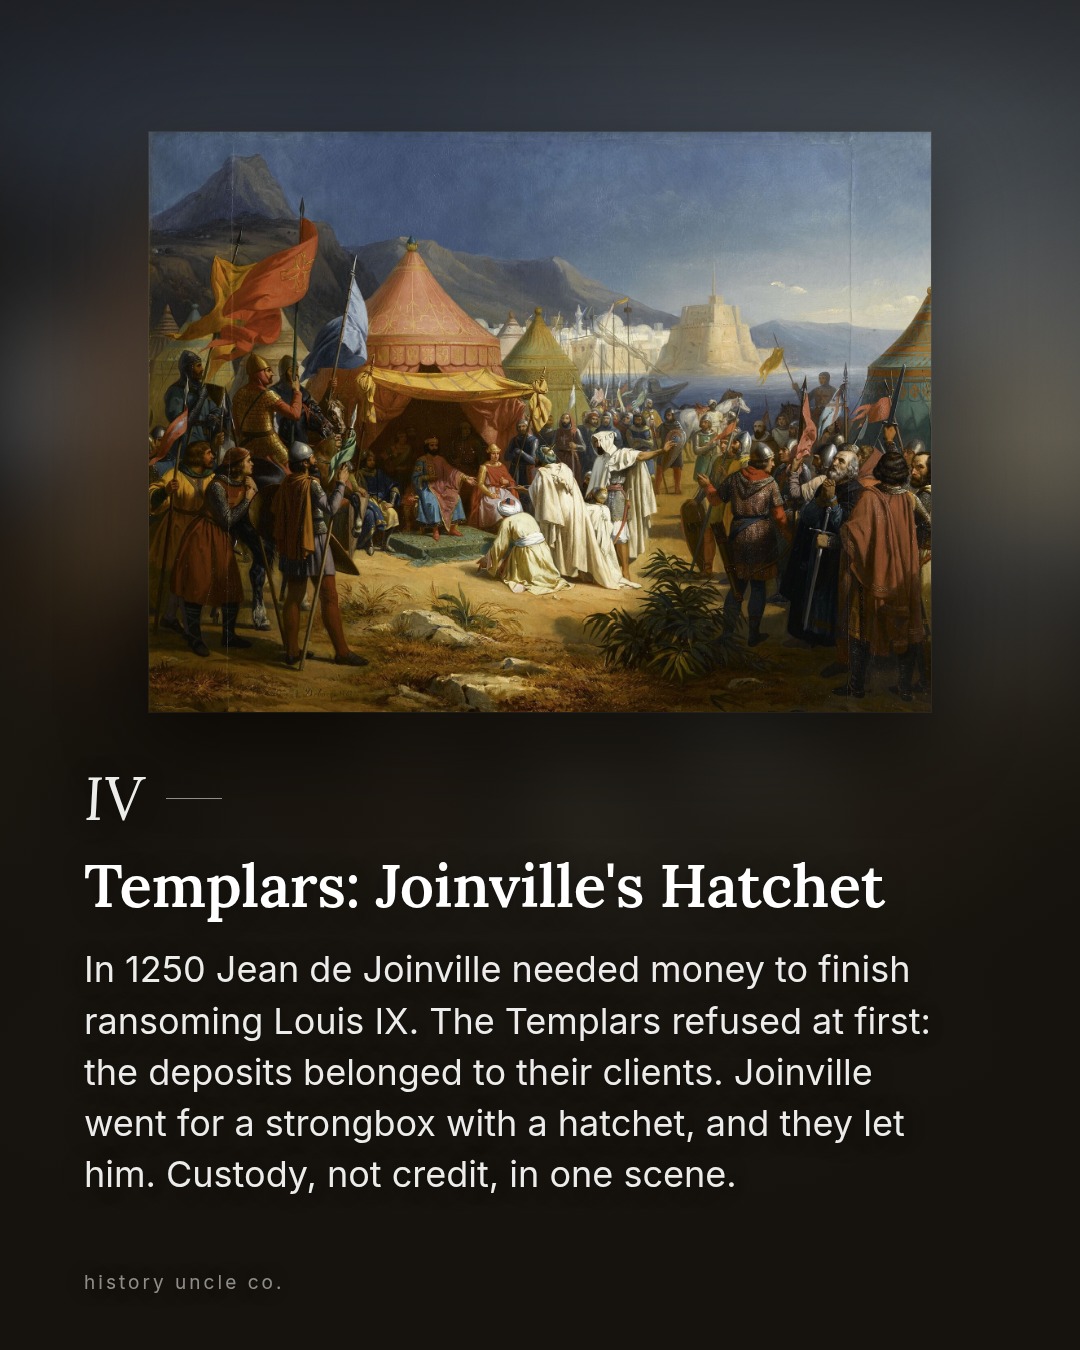 IV
Templars: Joinville's Hatchet
In 1250 Jean de Joinville needed money to finish
ransoming Louis IX. The Templars refused at first:
the deposits belonged to their clients. Joinville
went for a strongbox with a hatchet, and they let
him. Custody, not credit, in one scene.
history uncle co.